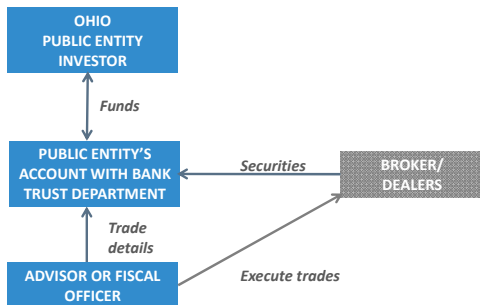 OHIO
PUBLIC ENTITY
INVESTOR
Funds
PUBLIC ENTITY'S
ACCOUNT WITH BANK
TRUST DEPARTMENT
Securities
BROKER/
DEALERS
Trade
details
Execute trades
ADVISOR OR FISCAL
OFFICER